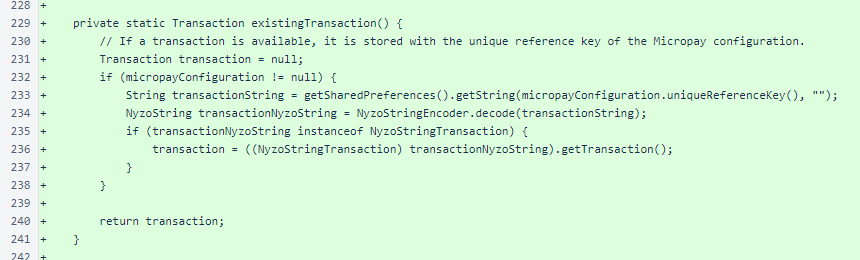 228 +
229 +     private static Transaction existingTransaction() {
230 +         // If a transaction is available, it is stored with the unique reference key of the Micropay configuration.
231 +         Transaction transaction = null;
232 +         if (micropayConfiguration != null) {
233 +             String transactionString = getSharedPreferences().getString(micropayConfiguration.uniqueReferenceKey(), "");
234 +             NyzoString transactionNyzoString = NyzoStringEncoder.decode(transactionString);
235 +             if (transactionNyzoString instanceof NyzoStringTransaction) {
236 +                 transaction = ((NyzoStringTransaction) transactionNyzoString).getTransaction();
237 +             }
238 +         }
239 +
240 +         return transaction;
241 +     }
242 +